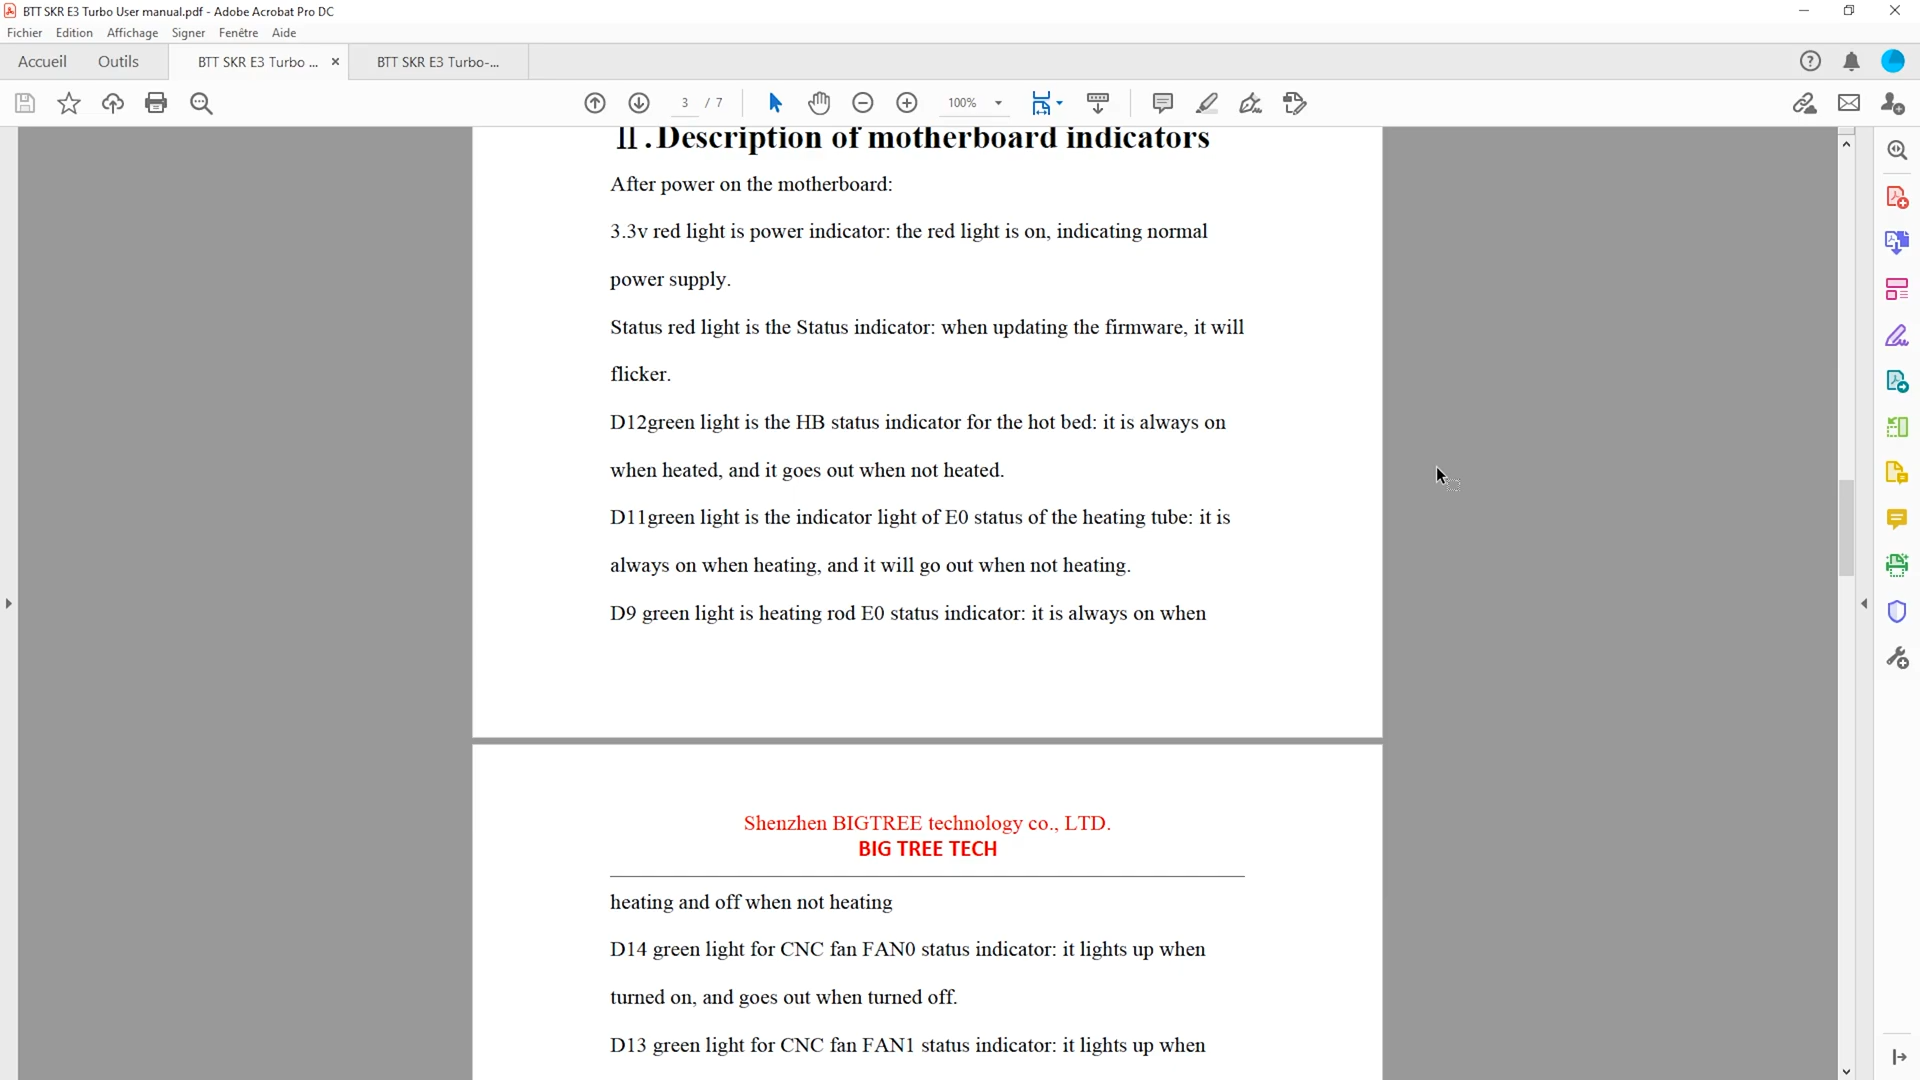 BTT SKR E3 Turbo User manual.pdf - Adobe Acrobat Pro DC
Fichier Edition Affichage Signer Fenêtre Aide
Accueil Outils BTT SKR E3 Turbo ... × BTT SKR E3 Turbo-...
3 / 7 100%
II.Description of motherboard indicators
After power on the motherboard:
3.3v red light is power indicator: the red light is on, indicating normal
power supply.
Status red light is the Status indicator: when updating the firmware, it will
flicker.
D12green light is the HB status indicator for the hot bed: it is always on
when heated, and it goes out when not heated.
D11green light is the indicator light of E0 status of the heating tube: it is
always on when heating, and it will go out when not heating.
D9 green light is heating rod E0 status indicator: it is always on when
Shenzhen BIGTREE technology co., LTD.
BIG TREE TECH
heating and off when not heating
D14 green light for CNC fan FAN0 status indicator: it lights up when
turned on, and goes out when turned off.
D13 green light for CNC fan FAN1 status indicator: it lights up when